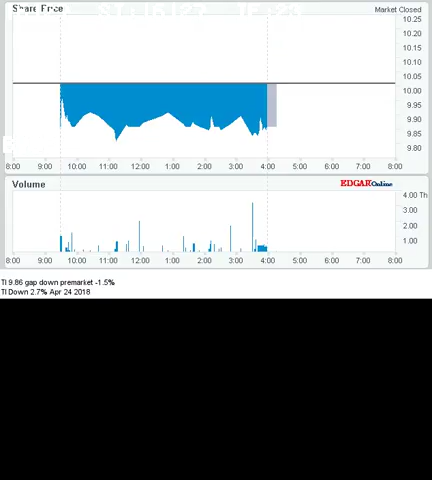 Share Price
Market Closed
10.25
10.20
10.15
10.10
10.05
10.00
9.95
9.90
9.85
9.80
8:00 9:00 10:00 11:00 12:00 1:00 2:00 3:00 4:00 5:00 6:00 7:00 8:00
Volume
EDGAROnline
4.00 Th
3.00
2.00
1.00
8:00 9:00 10:00 11:00 12:00 1:00 2:00 3:00 4:00 5:00 6:00 7:00 8:00
TI 9.86 gap down premarket -1.5%
TI Down 2.7% Apr 24 2018